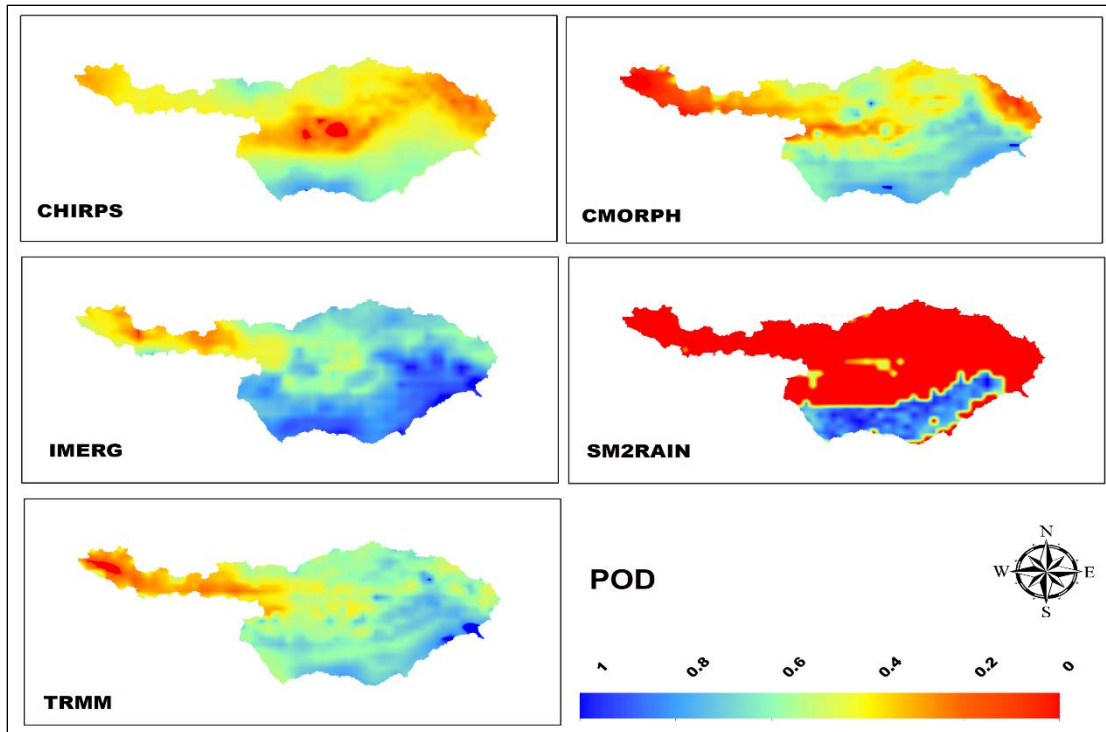 CHIRPS
CMORPH
IMERG
SM2RAIN
TRMM
POD
N
W E
S
1 0.8 0.6 0.4 0.2 0